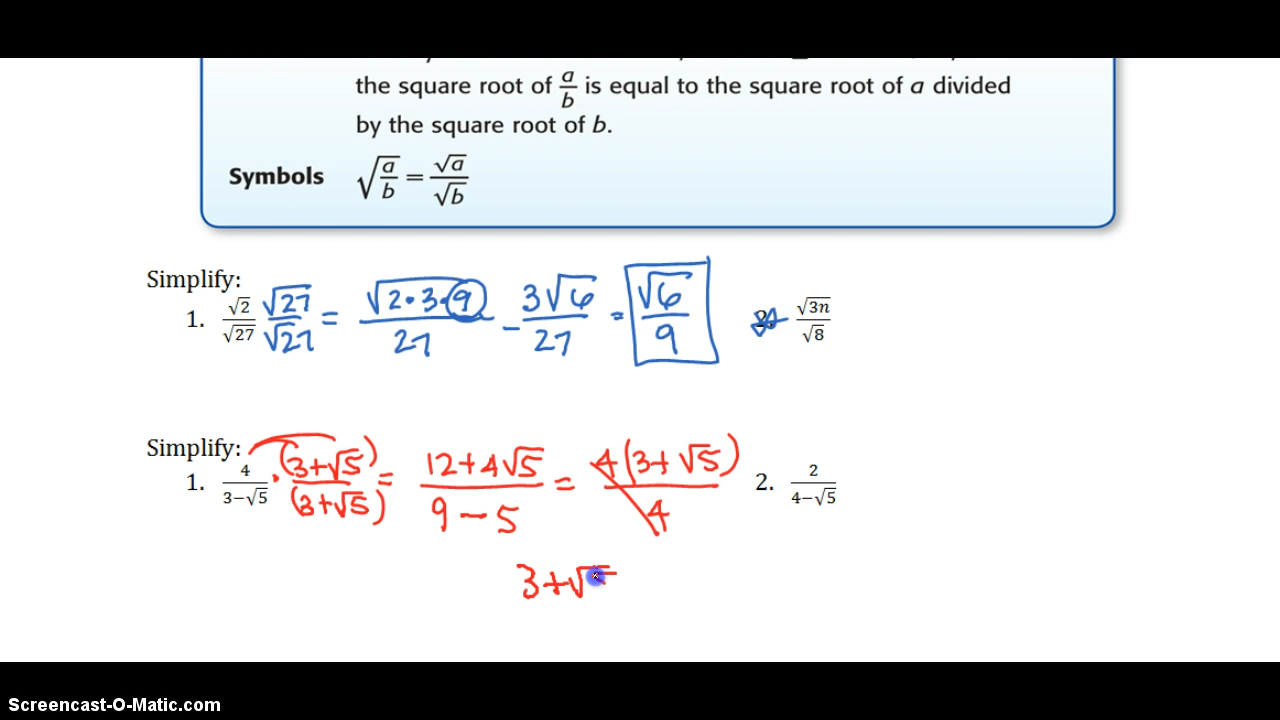 the square root of a/b is equal to the square root of a divided
by the square root of b.
Symbols √(a/b) = √a/√b
Simplify:
1. √2/√27 √27/√27 = √(2·3·9)/27 - 3√6/27 = √6/9 √3n/√8
Simplify:
1. 4/(3−√5) · (3+√5)/(3+√5) = (12+4√5)/(9−5) = 4(3+√5)/4 2. 2/(4−√5)
3+√
Screencast-O-Matic.com